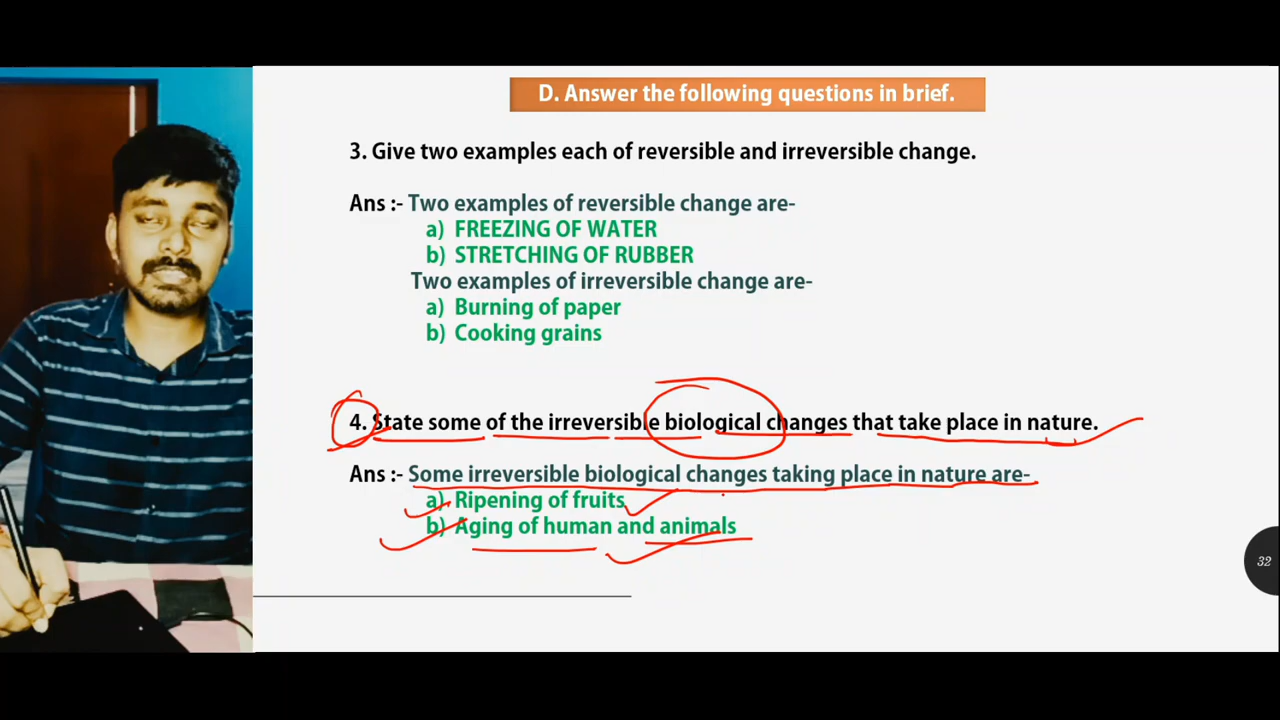 D. Answer the following questions in brief.
3. Give two examples each of reversible and irreversible change.
Ans :- Two examples of reversible change are-
a) FREEZING OF WATER
b) STRETCHING OF RUBBER
Two examples of irreversible change are-
a) Burning of paper
b) Cooking grains
4. State some of the irreversible biological changes that take place in nature.
Ans :- Some irreversible biological changes taking place in nature are-
a) Ripening of fruits
b) Aging of human and animals
32